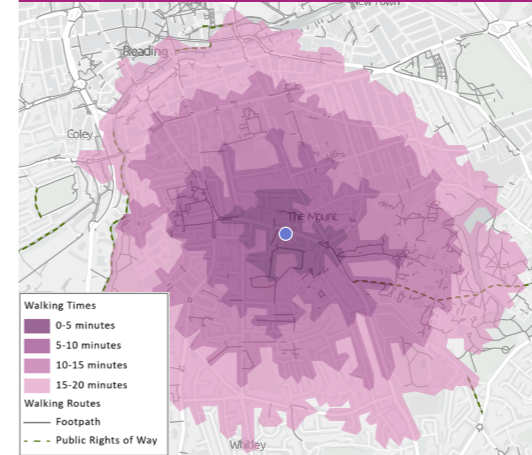 New Town
Reading
Coley
The Mount
Walking Times
0-5 minutes
5-10 minutes
10-15 minutes
15-20 minutes
Walking Routes
Footpath
Public Rights of Way
Whitley